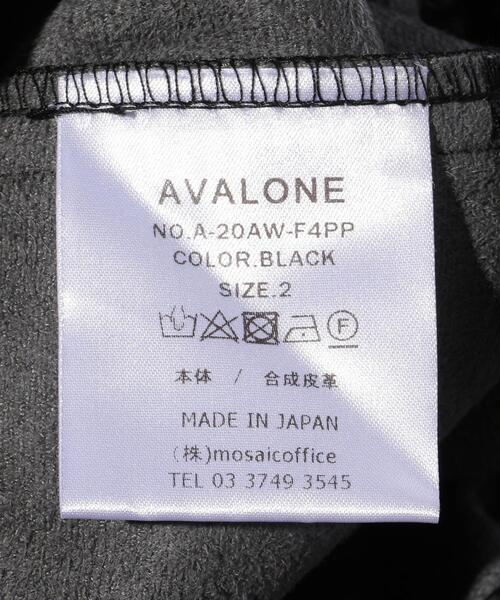 AVALONE
NO.A-20AW-F4PP
COLOR.BLACK
SIZE.2
F
本体 / 合成皮革
MADE IN JAPAN
(株)mosaicoffice
TEL 03 3749 3545